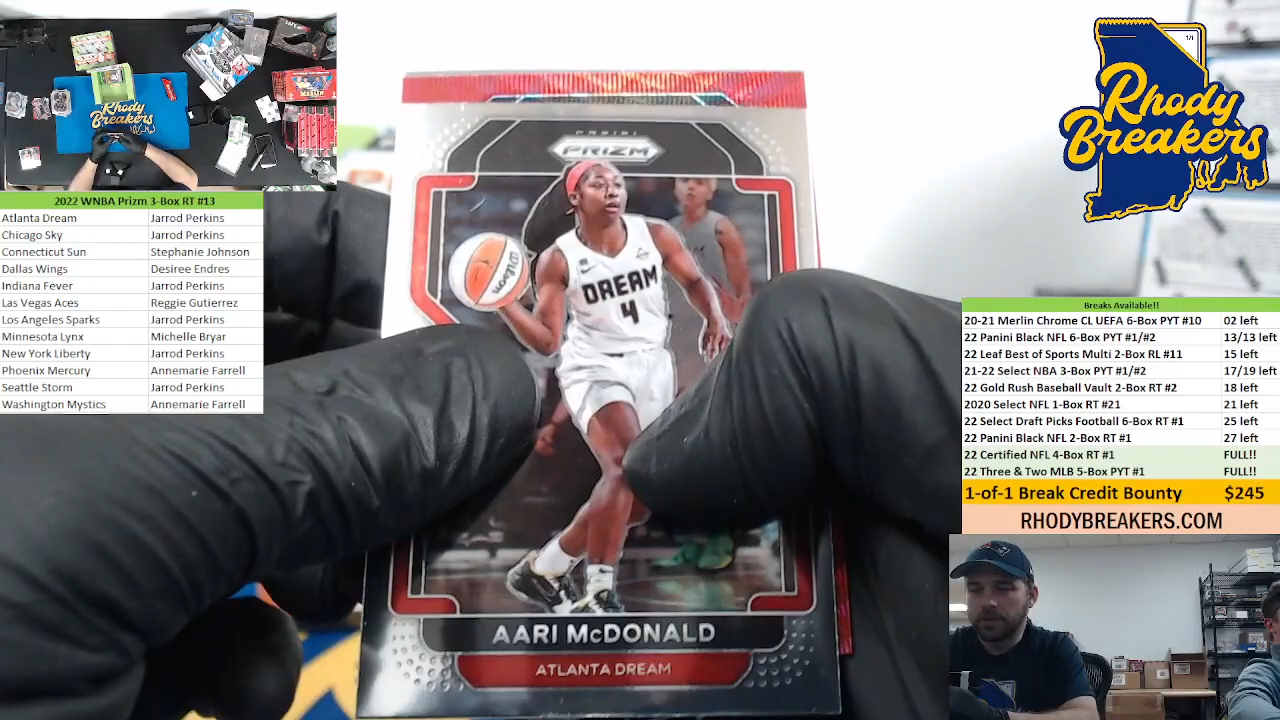 Rhody
Breakers
2022 WNBA Prizm 3-Box RT #13
Atlanta Dream Jarrod Perkins
Chicago Sky Jarrod Perkins
Connecticut Sun Stephanie Johnson
Dallas Wings Desiree Endres
Indiana Fever Jarrod Perkins
Las Vegas Aces Reggie Gutierrez
Los Angeles Sparks Jarrod Perkins
Minnesota Lynx Michelle Bryar
New York Liberty Jarrod Perkins
Phoenix Mercury Annemarie Farrell
Seattle Storm Jarrod Perkins
Washington Mystics Annemarie Farrell
PANINI
PRIZM
Wilson
DREAM
4
AARI McDONALD
ATLANTA DREAM
1/1
Rhody
Breakers
Breaks Available!!
20-21 Merlin Chrome CL UEFA 6-Box PYT #10 02 left
22 Panini Black NFL 6-Box PYT #1/#2 13/13 left
22 Leaf Best of Sports Multi 2-Box RL #11 15 left
21-22 Select NBA 3-Box PYT #1/#2 17/19 left
22 Gold Rush Baseball Vault 2-Box RT #2 18 left
2020 Select NFL 1-Box RT #21 21 left
22 Select Draft Picks Football 6-Box RT #1 25 left
22 Panini Black NFL 2-Box RT #1 27 left
22 Certified NFL 4-Box RT #1 FULL!!
22 Three & Two MLB 5-Box PYT #1 FULL!!
1-of-1 Break Credit Bounty $245
RHODYBREAKERS.COM